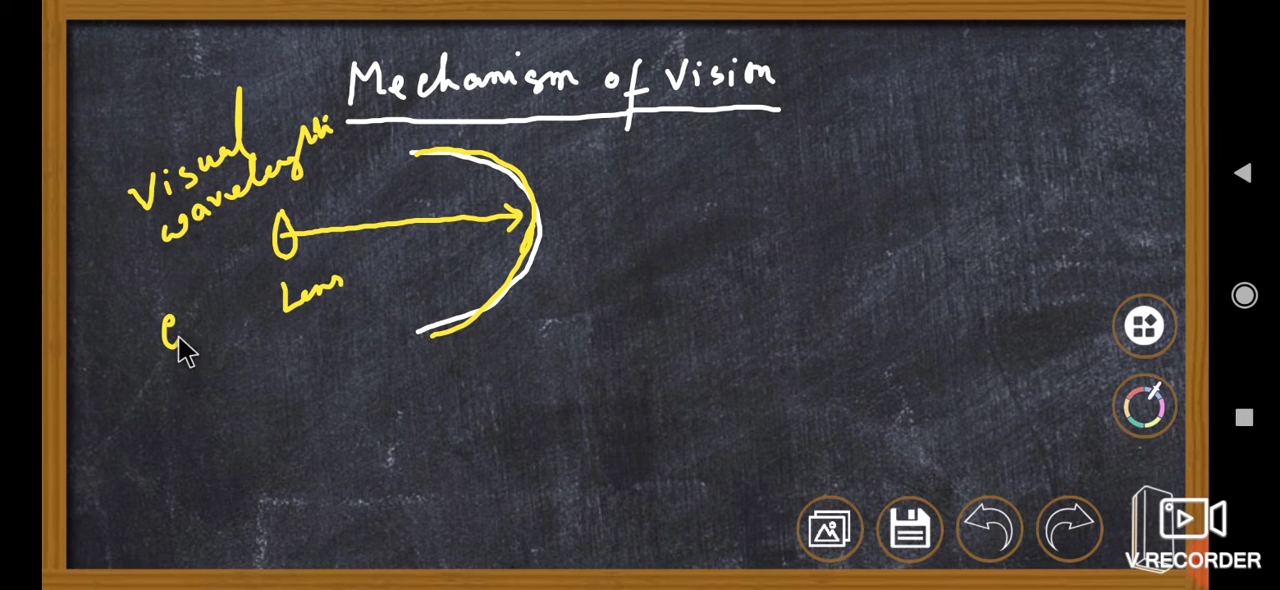 Mechanism of Vision
Visual
wavelength
Lens
e
V RECORDER